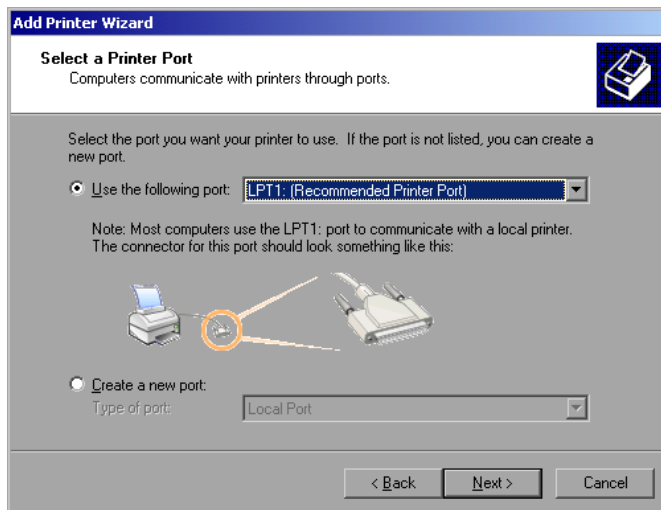 Add Printer Wizard
Select a Printer Port
Computers communicate with printers through ports.
Select the port you want your printer to use. If the port is not listed, you can create a
new port.
Use the following port: LPT1: (Recommended Printer Port)
Note: Most computers use the LPT1: port to communicate with a local printer.
The connector for this port should look something like this:
Create a new port:
Type of port: Local Port
< Back Next > Cancel